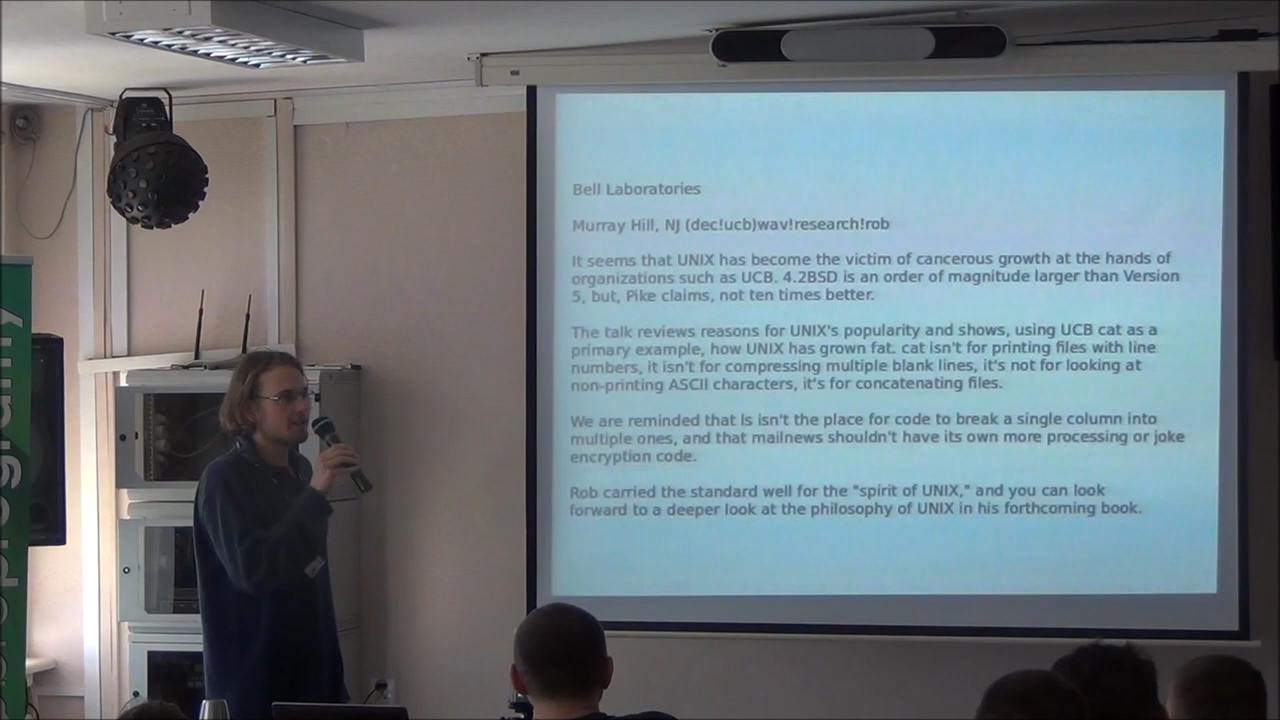 Bell Laboratories
Murray Hill, NJ (dec!ucb)wav!research!rob
It seems that UNIX has become the victim of cancerous growth at the hands of
organizations such as UCB. 4.2BSD is an order of magnitude larger than Version
5, but, Pike claims, not ten times better.
The talk reviews reasons for UNIX's popularity and shows, using UCB cat as a
primary example, how UNIX has grown fat. cat isn't for printing files with line
numbers, it isn't for compressing multiple blank lines, it's not for looking at
non-printing ASCII characters, it's for concatenating files.
We are reminded that ls isn't the place for code to break a single column into
multiple ones, and that mailnews shouldn't have its own more processing or joke
encryption code.
Rob carried the standard well for the "spirit of UNIX," and you can look
forward to a deeper look at the philosophy of UNIX in his forthcoming book.